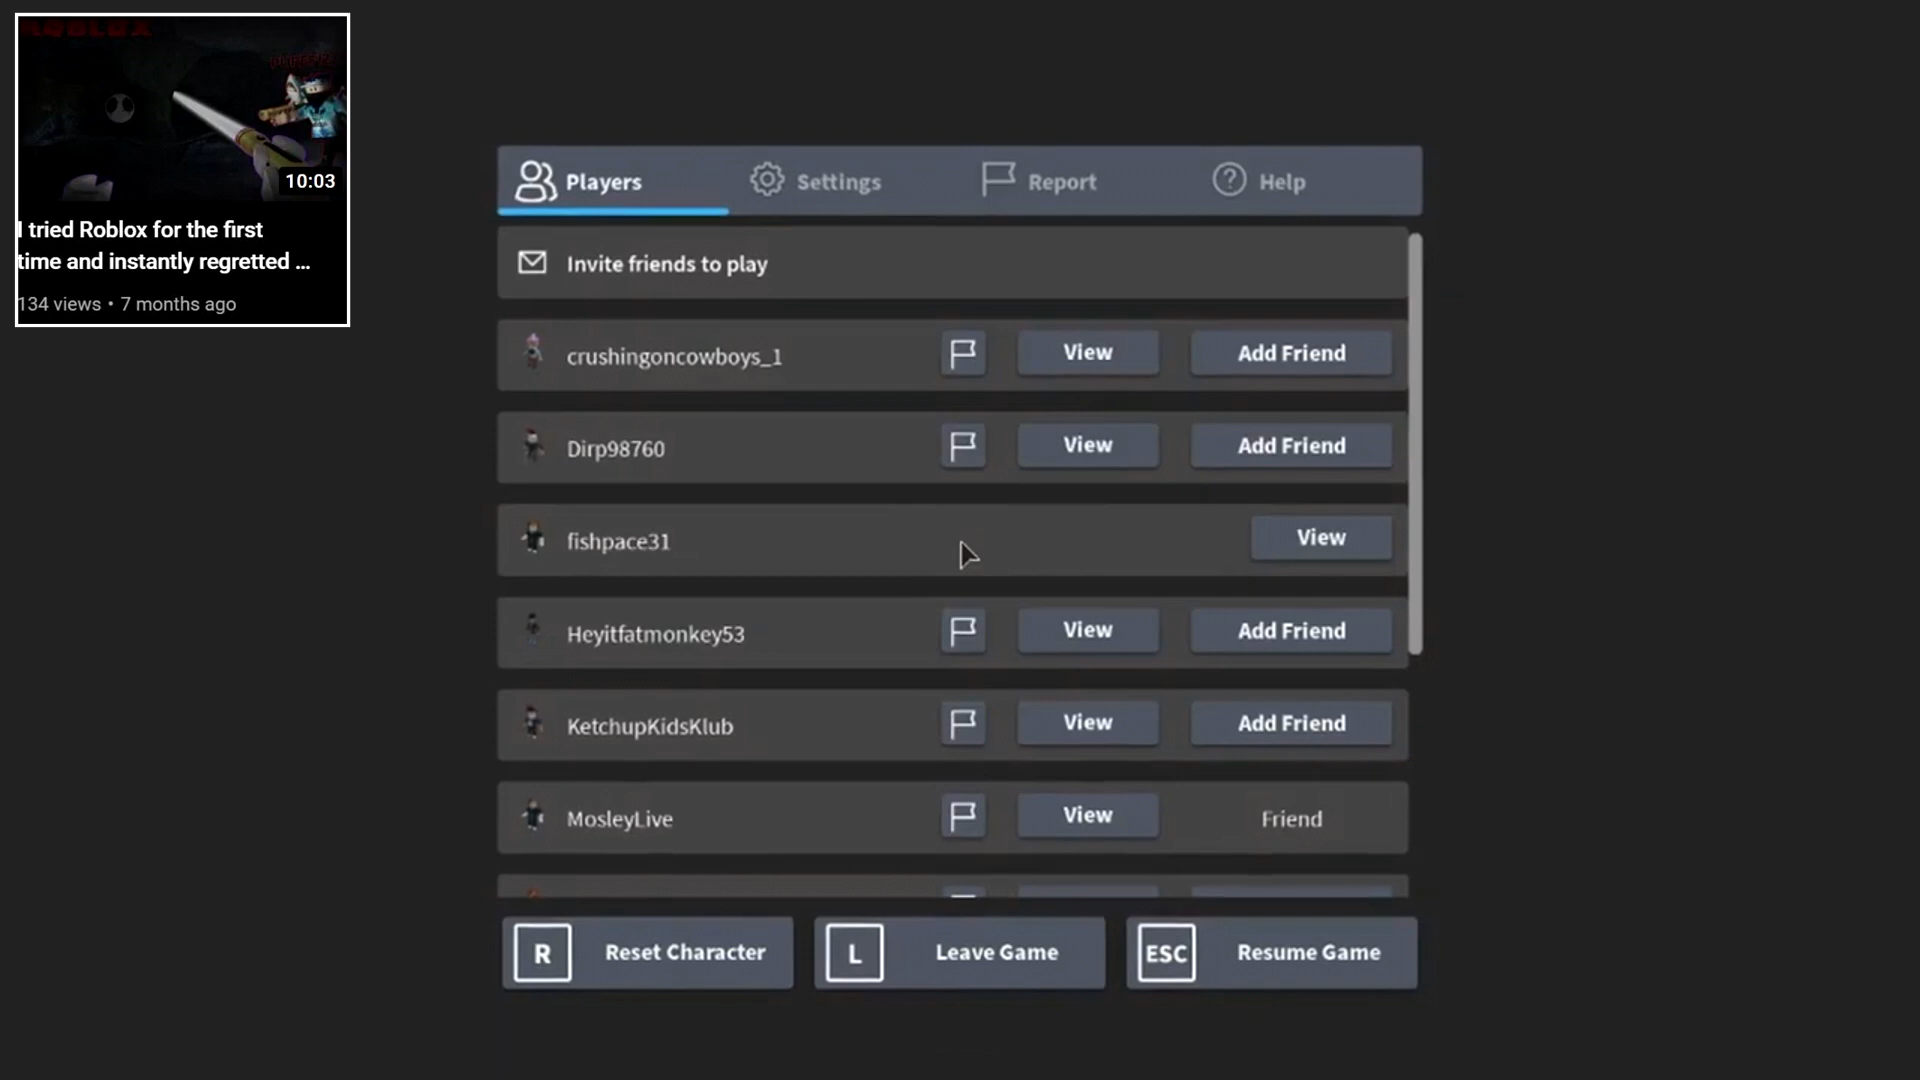 ROBLOX
10:03
I tried Roblox for the first
time and instantly regretted ...
134 views • 7 months ago
Players
Settings
Report
Help
Invite friends to play
crushingoncowboys_1 View Add Friend
Dirp98760 View Add Friend
fishpace31 View
Heyitfatmonkey53 View Add Friend
KetchupKidsKlub View Add Friend
MosleyLive View Friend
R Reset Character
L Leave Game
ESC Resume Game